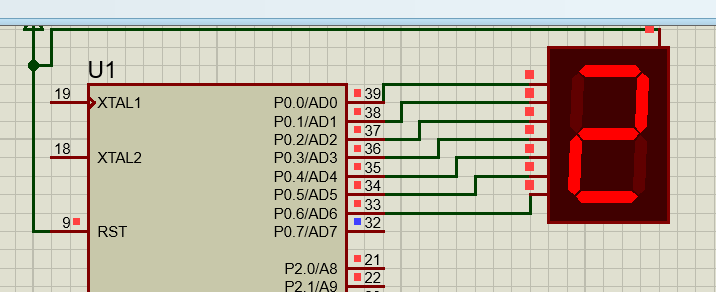 U1
19 XTAL1 P0.0/AD0 39
P0.1/AD1 38
P0.2/AD2 37
18 XTAL2 P0.3/AD3 36
P0.4/AD4 35
P0.5/AD5 34
P0.6/AD6 33
9 RST P0.7/AD7 32
P2.0/A8 21
P2.1/A9 22
2